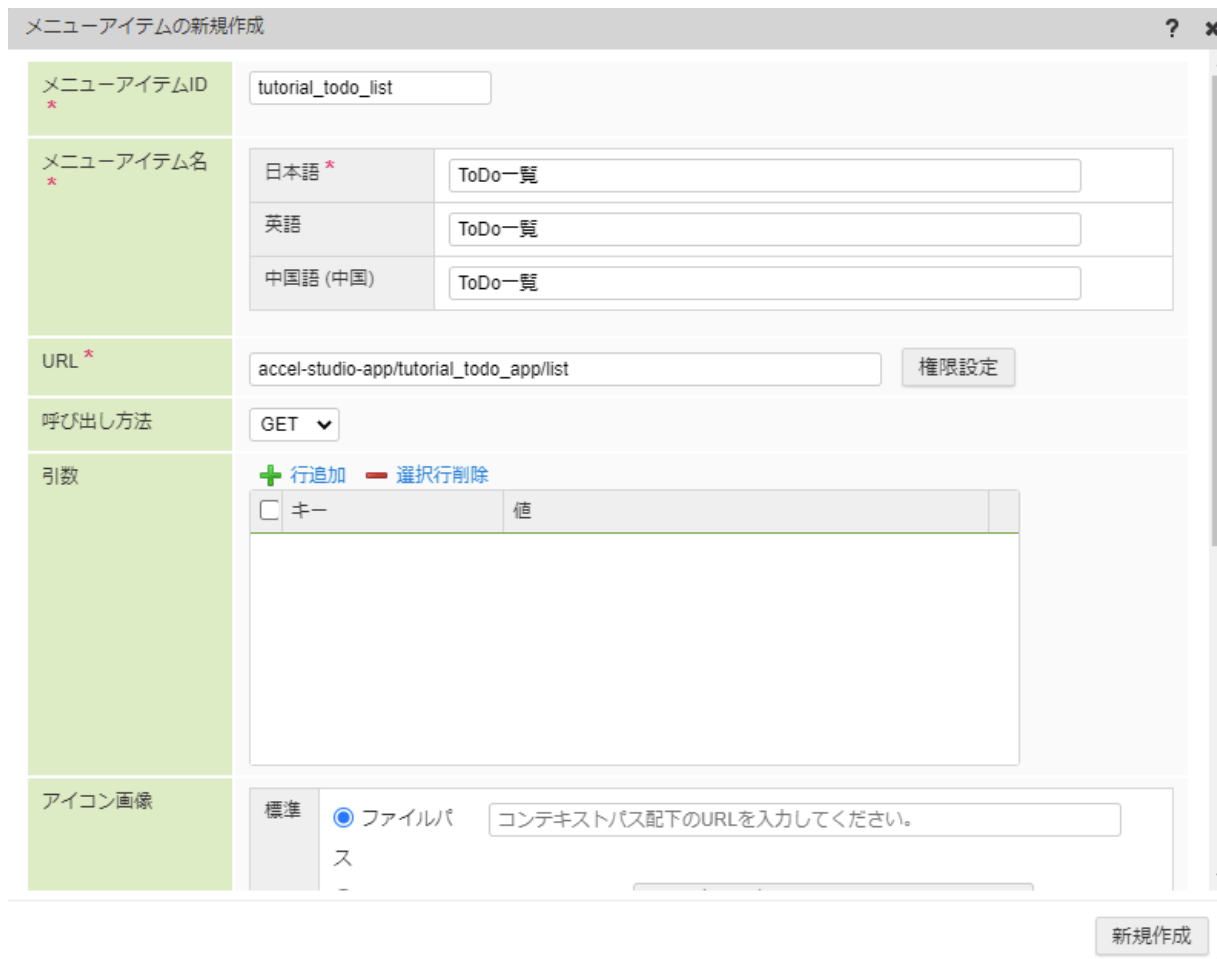 メニューアイテムの新規作成 ? ×
メニューアイテムID
*
tutorial_todo_list
メニューアイテム名
*
日本語 * ToDo一覧
英語 ToDo一覧
中国語 (中国) ToDo一覧
URL * accel-studio-app/tutorial_todo_app/list 権限設定
呼び出し方法 GET
引数 行追加 選択行削除
キー 値
アイコン画像 標準 ファイルパ コンテキストパス配下のURLを入力してください。
ス
新規作成